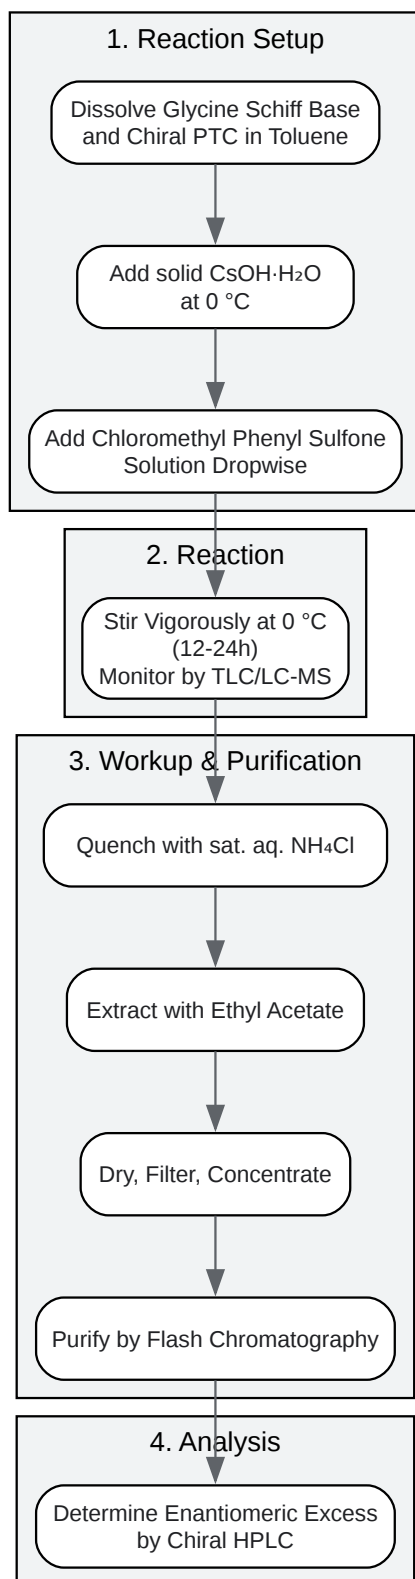 1. Reaction Setup
Dissolve Glycine Schiff Base
and Chiral PTC in Toluene
Add solid CsOH·H₂O
at 0 °C
Add Chloromethyl Phenyl Sulfone
Solution Dropwise
2. Reaction
Stir Vigorously at 0 °C
(12-24h)
Monitor by TLC/LC-MS
3. Workup & Purification
Quench with sat. aq. NH₄Cl
Extract with Ethyl Acetate
Dry, Filter, Concentrate
Purify by Flash Chromatography
4. Analysis
Determine Enantiomeric Excess
by Chiral HPLC